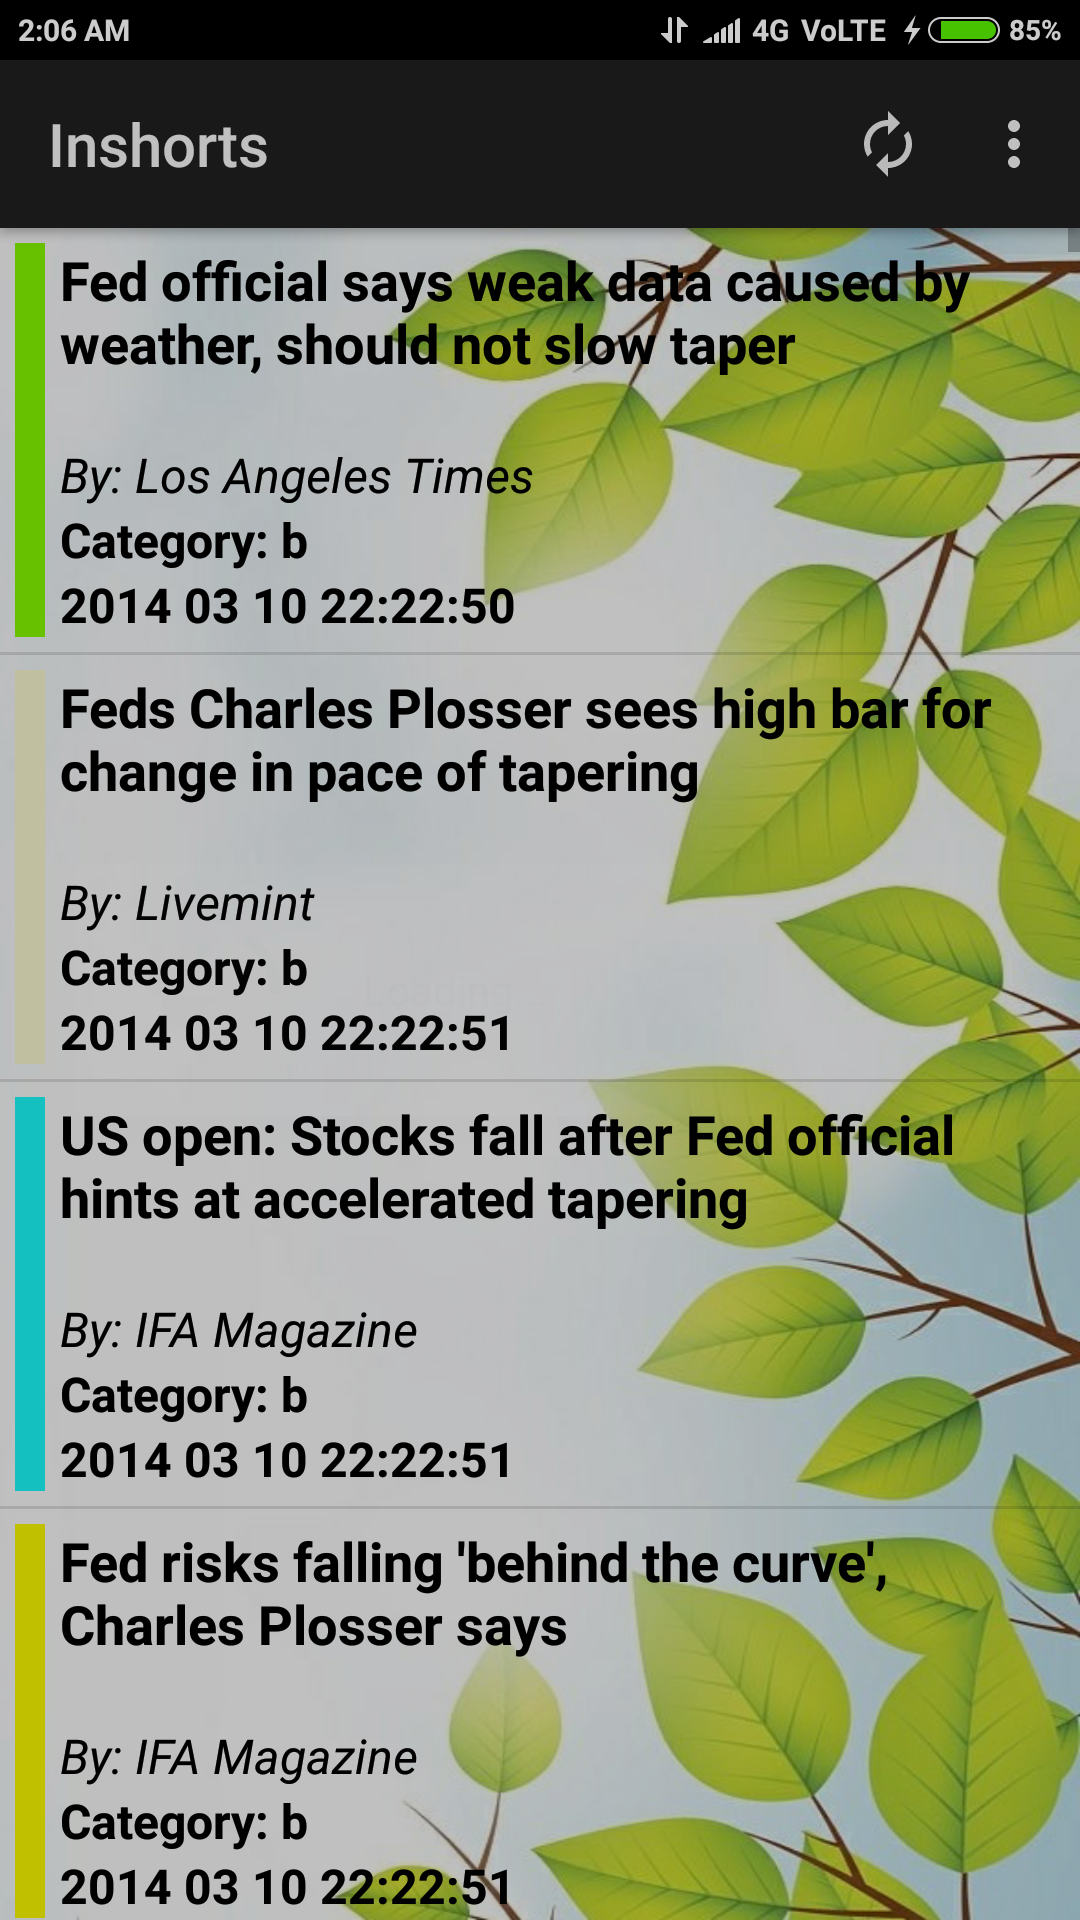 2:06 AM 4G VoLTE 85%
Inshorts
Fed official says weak data caused by
weather, should not slow taper
By: Los Angeles Times
Category: b
2014 03 10 22:22:50
Feds Charles Plosser sees high bar for
change in pace of tapering
By: Livemint
Category: b
Loading
2014 03 10 22:22:51
US open: Stocks fall after Fed official
hints at accelerated tapering
By: IFA Magazine
Category: b
2014 03 10 22:22:51
Fed risks falling 'behind the curve',
Charles Plosser says
By: IFA Magazine
Category: b
2014 03 10 22:22:51